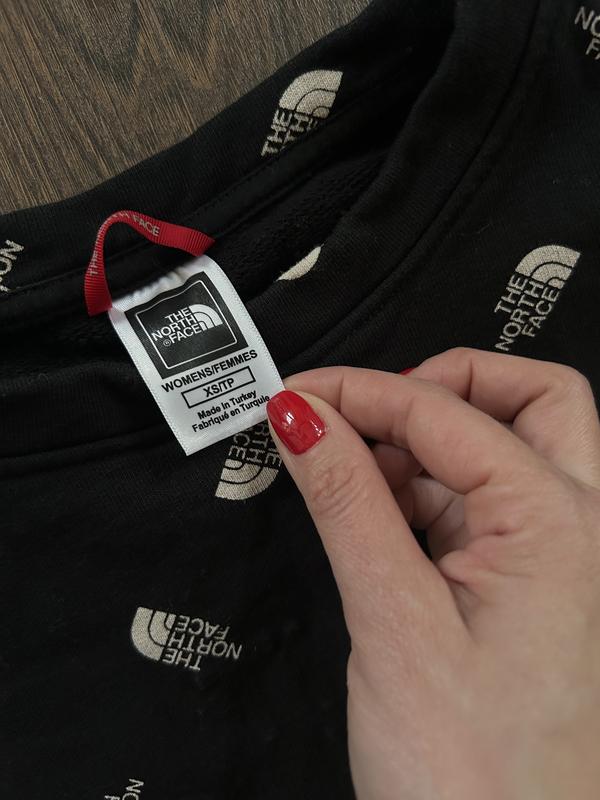 THE
NORTH
FACE
THE NORTH FACE
THE
NORTH
FACE
®
WOMENS/FEMMES
XS/TP
Made in Turkey
Fabriqué en Turquie
THE
NORTH
FACE
THE
NORTH
FACE